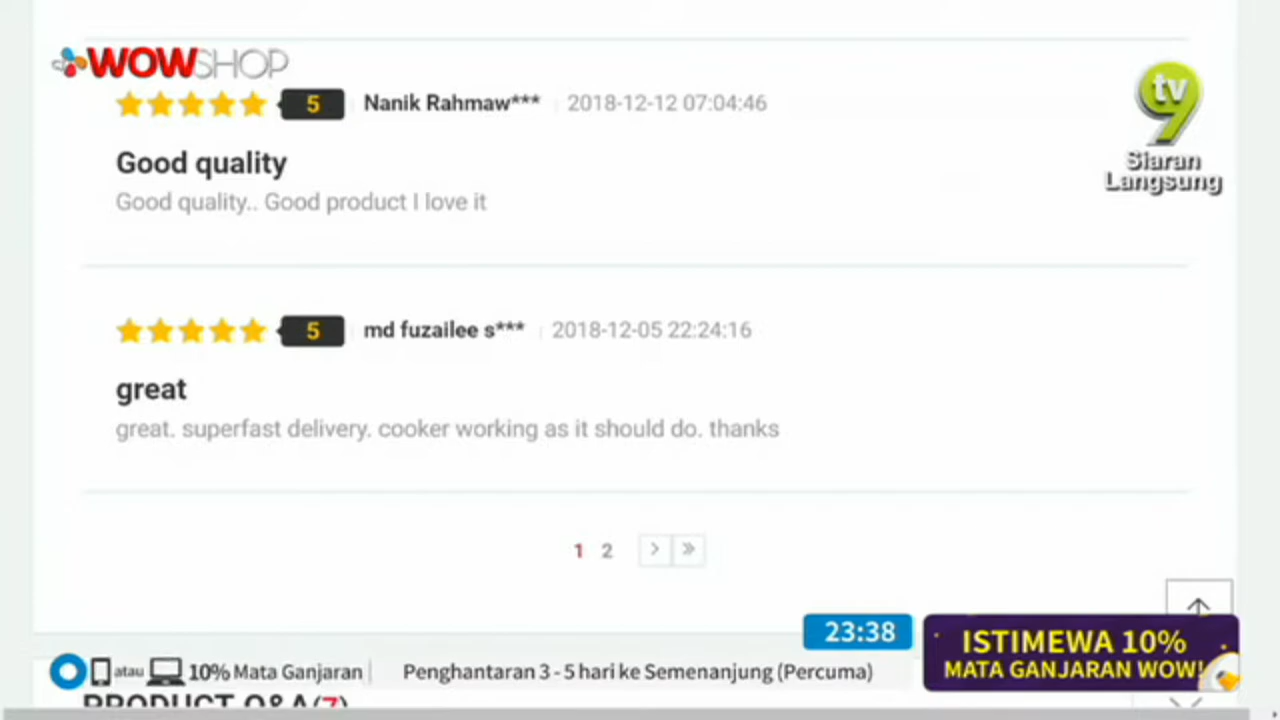 WOWSHOP
5 Nanik Rahmaw*** 2018-12-12 07:04:46
tv9
Siaran
Langsung
Good quality
Good quality.. Good product I love it
5 md fuzailee s*** 2018-12-05 22:24:16
great
great. superfast delivery. cooker working as it should do. thanks
1 2 > »
23:38
ISTIMEWA 10%
MATA GANJARAN WOW!
atau 10% Mata Ganjaran Penghantaran 3 - 5 hari ke Semenanjung (Percuma)
PRODUCT Q&A(7)